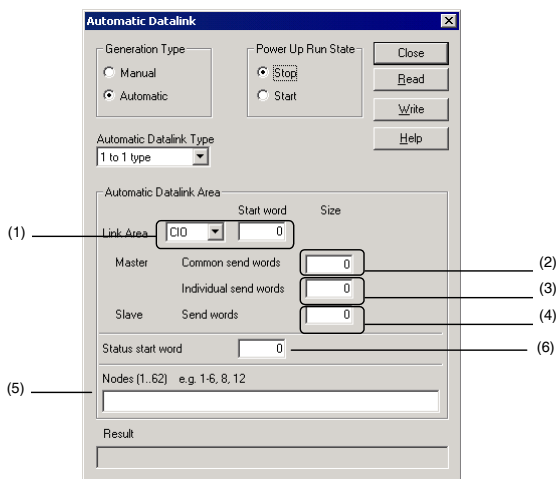 Automatic Datalink
Generation Type
Manual
Automatic
Power Up Run State
Stop
Start
Close
Read
Write
Help
Automatic Datalink Type
1 to 1 type
Automatic Datalink Area
Start word Size
(1) Link Area CIO 0
Master Common send words 0 (2)
Individual send words 0 (3)
Slave Send words 0 (4)
Status start word 0 (6)
Nodes (1..62) e.g. 1-6, 8, 12
(5)
Result